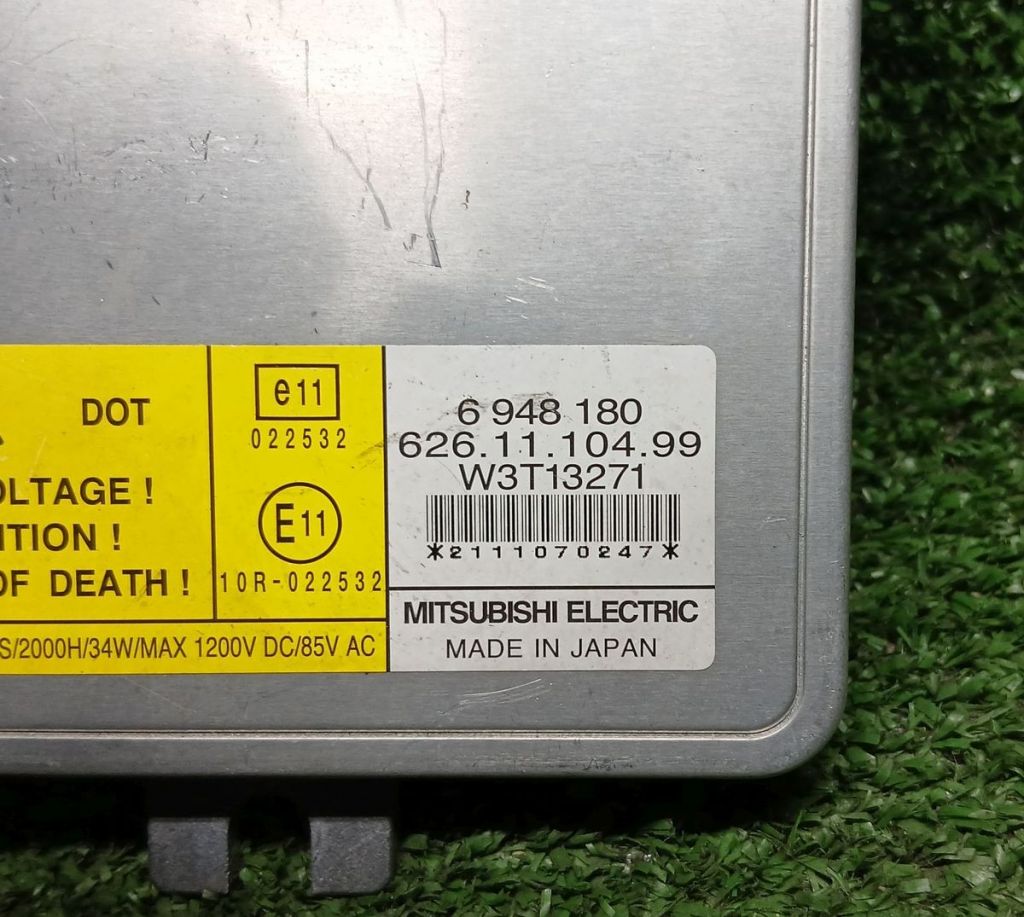 DOT
OLTAGE !
ITION !
OF DEATH !
S/2000H/34W/MAX 1200V DC/85V AC
e11
022532
E11
10R-022532
6 948 180
626.11.104.99
W3T13271
*2111070247*
MITSUBISHI ELECTRIC
MADE IN JAPAN